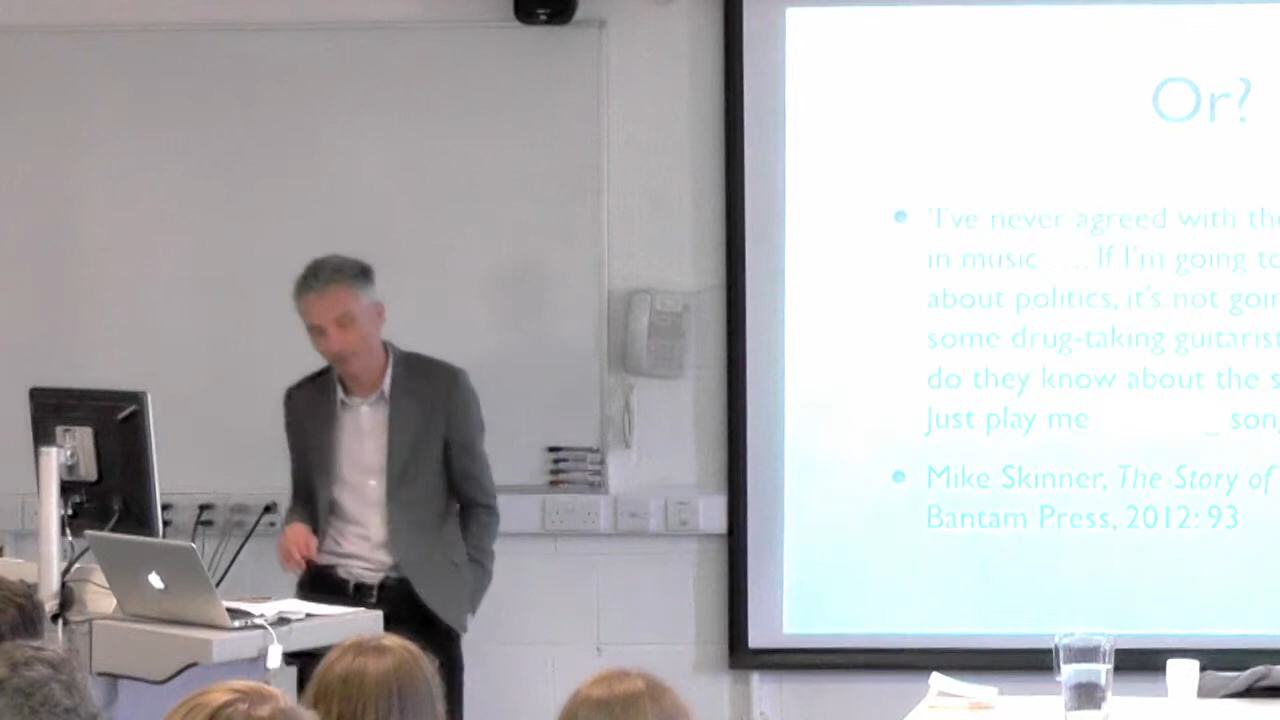 Or?
'I've never agreed with the
in music .... If I'm going to
about politics, it's not goin
some drug-taking guitarist
do they know about the s
Just play me _ song
Mike Skinner, The Story of
Bantam Press, 2012: 93